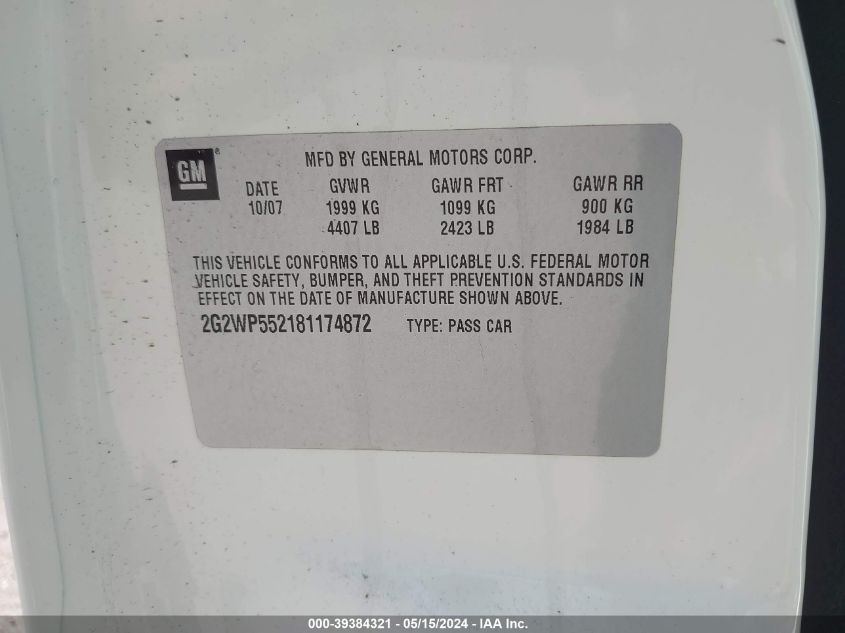 GM®
MFD BY GENERAL MOTORS CORP.
DATE GVWR GAWR FRT GAWR RR
10/07 1999 KG 1099 KG 900 KG
4407 LB 2423 LB 1984 LB
THIS VEHICLE CONFORMS TO ALL APPLICABLE U.S. FEDERAL MOTOR
VEHICLE SAFETY, BUMPER, AND THEFT PREVENTION STANDARDS IN
EFFECT ON THE DATE OF MANUFACTURE SHOWN ABOVE.
2G2WP552181174872 TYPE: PASS CAR
000-39384321 - 05/15/2024 - IAA Inc.